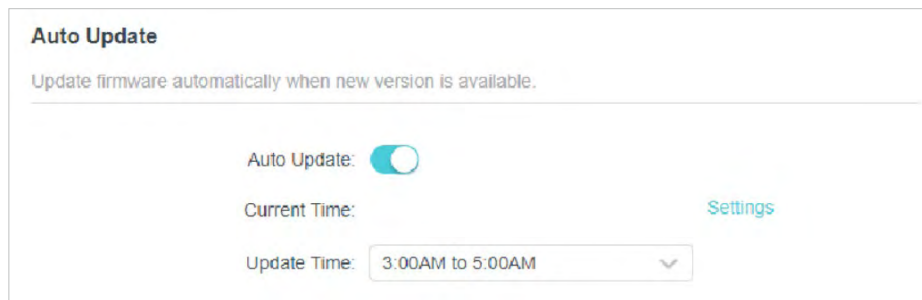 Auto Update
Update firmware automatically when new version is available.
Auto Update:
Current Time: Settings
Update Time: 3:00AM to 5:00AM